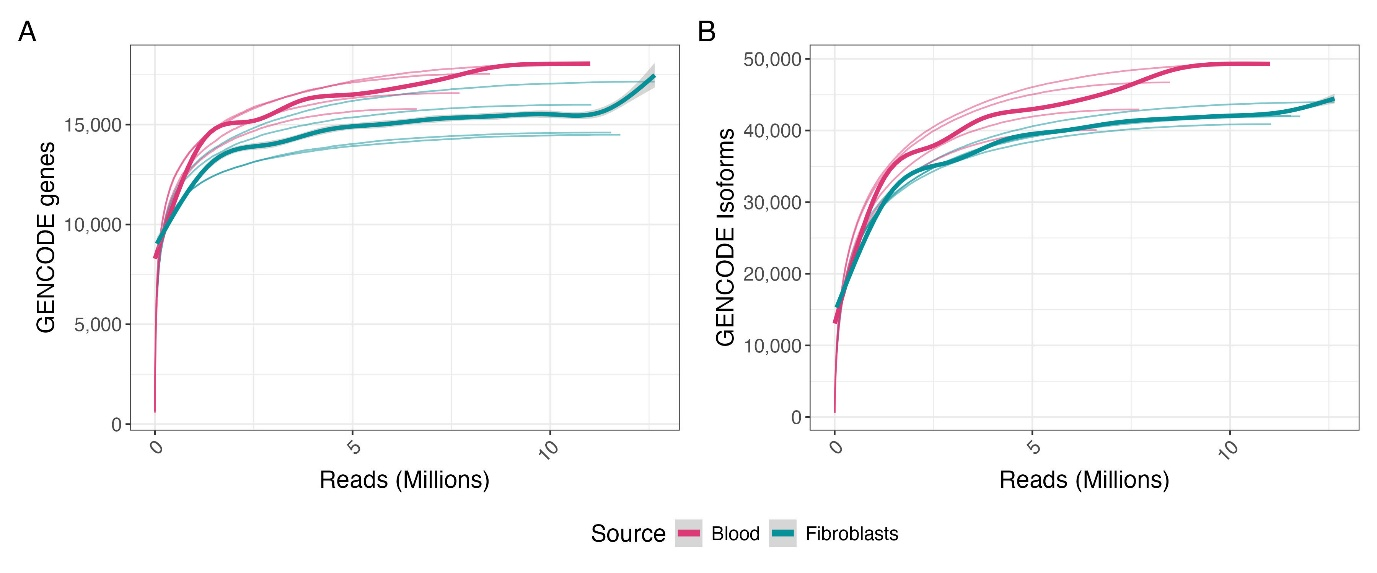 A
GENCODE genes
15,000
10,000
5,000
0
0
5
10
Reads (Millions)
B
GENCODE Isoforms
50,000
40,000
30,000
20,000
10,000
0
0
5
10
Reads (Millions)
Source Blood Fibroblasts